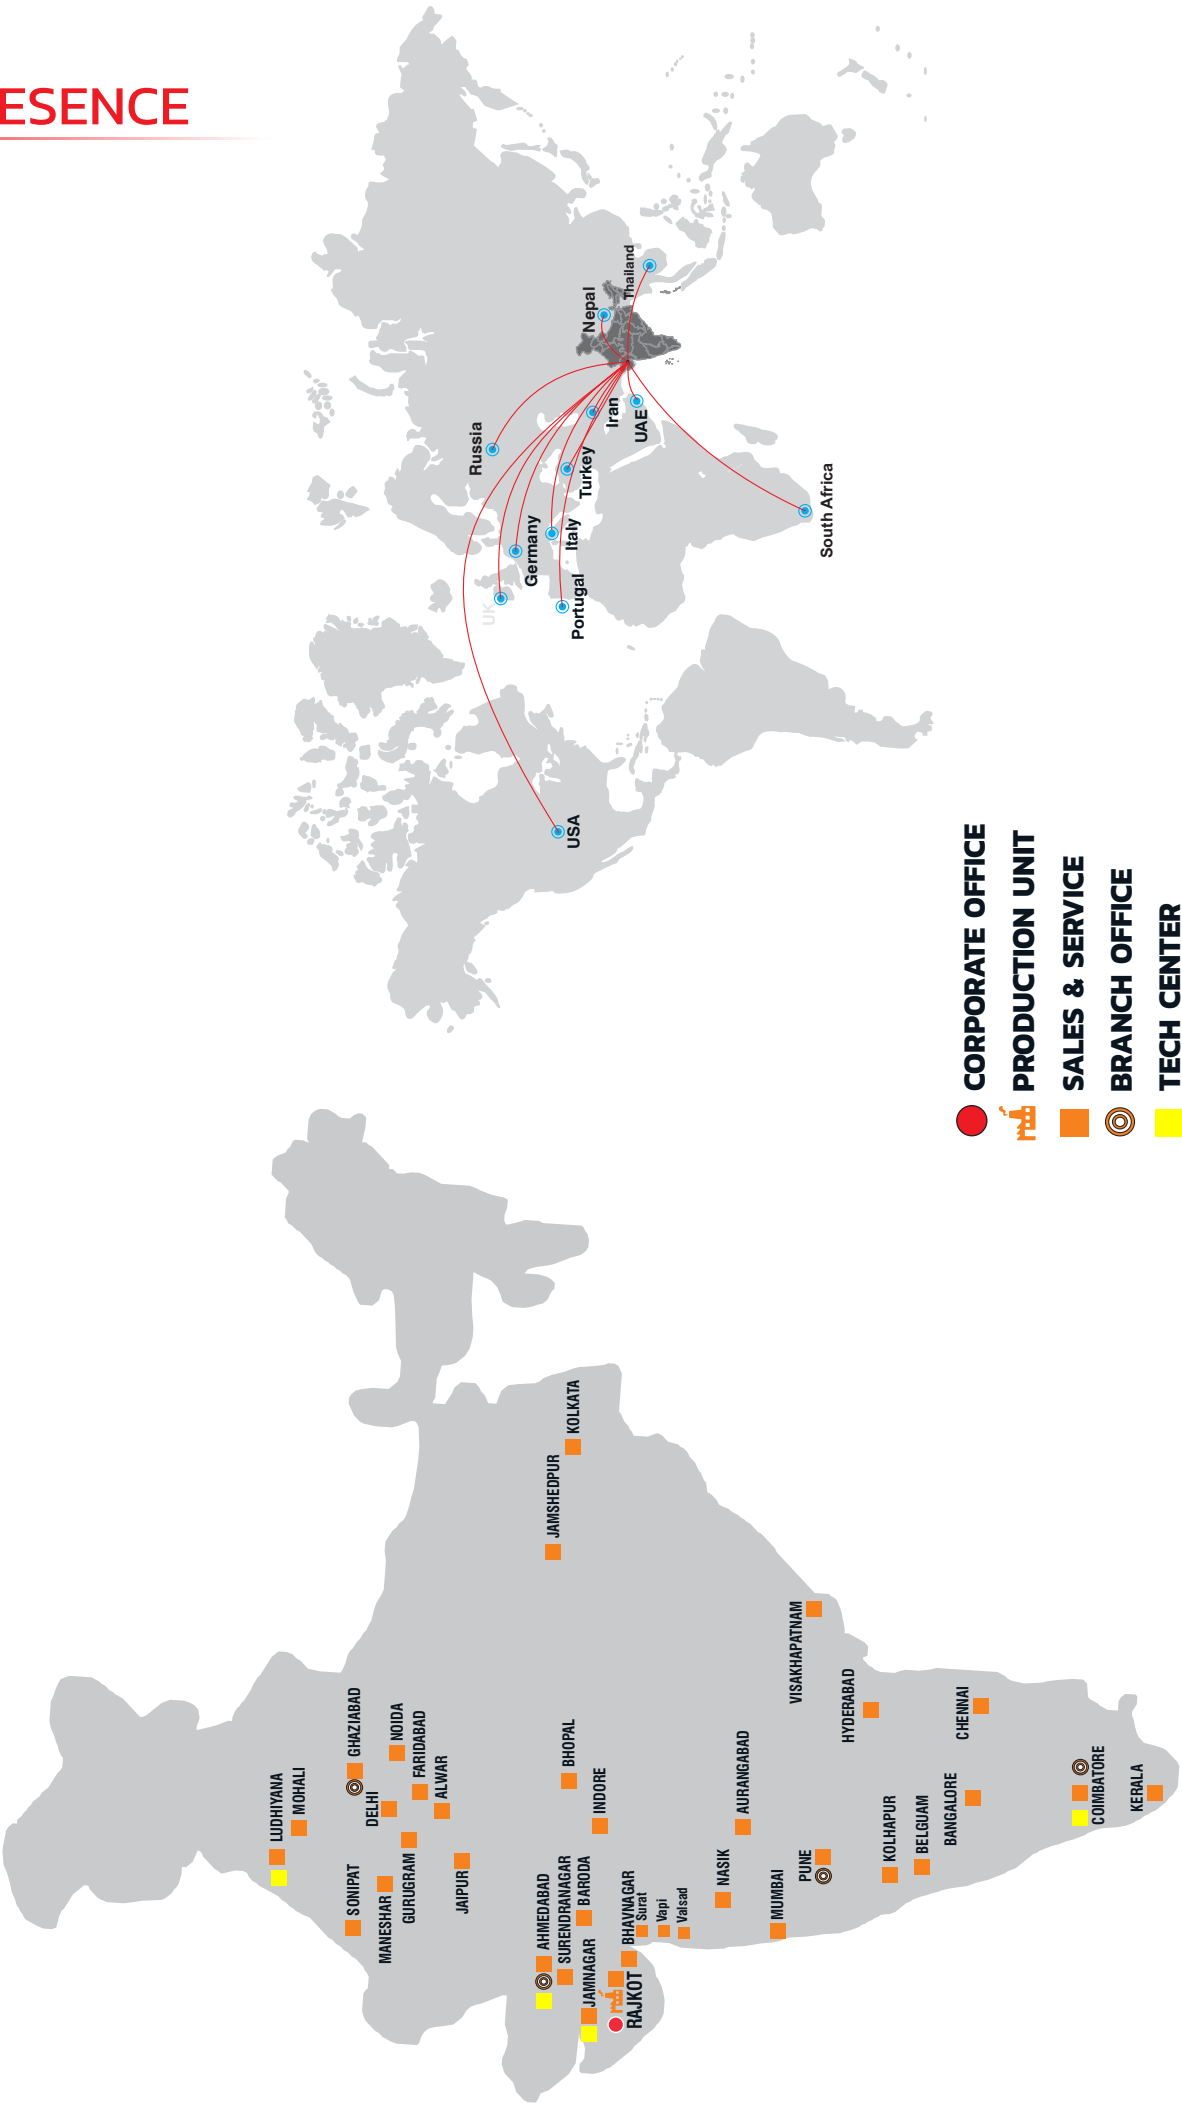 ESENCE
LUDHIYANA
MOHALI
GHAZIABAD
SONIPAT
DELHI
NOIDA
MANESHAR
GURUGRAM
FARIDABAD
ALWAR
JAIPUR
AHMEDABAD
SURENDRANAGAR
BARODA
JAMNAGAR
RAJKOT
BHAVNAGAR
Surat
Vapi
Valsad
BHOPAL
INDORE
JAMSHEDPUR
KOLKATA
NASIK
AURANGABAD
MUMBAI
PUNE
VISAKHAPATNAM
HYDERABAD
KOLHAPUR
BELGUAM
BANGALORE
CHENNAI
COIMBATORE
KERALA
Russia
UK
Germany
Italy
Portugal
Turkey
Iran
UAE
Nepal
Thailand
USA
South Africa
CORPORATE OFFICE
PRODUCTION UNIT
SALES & SERVICE
BRANCH OFFICE
TECH CENTER